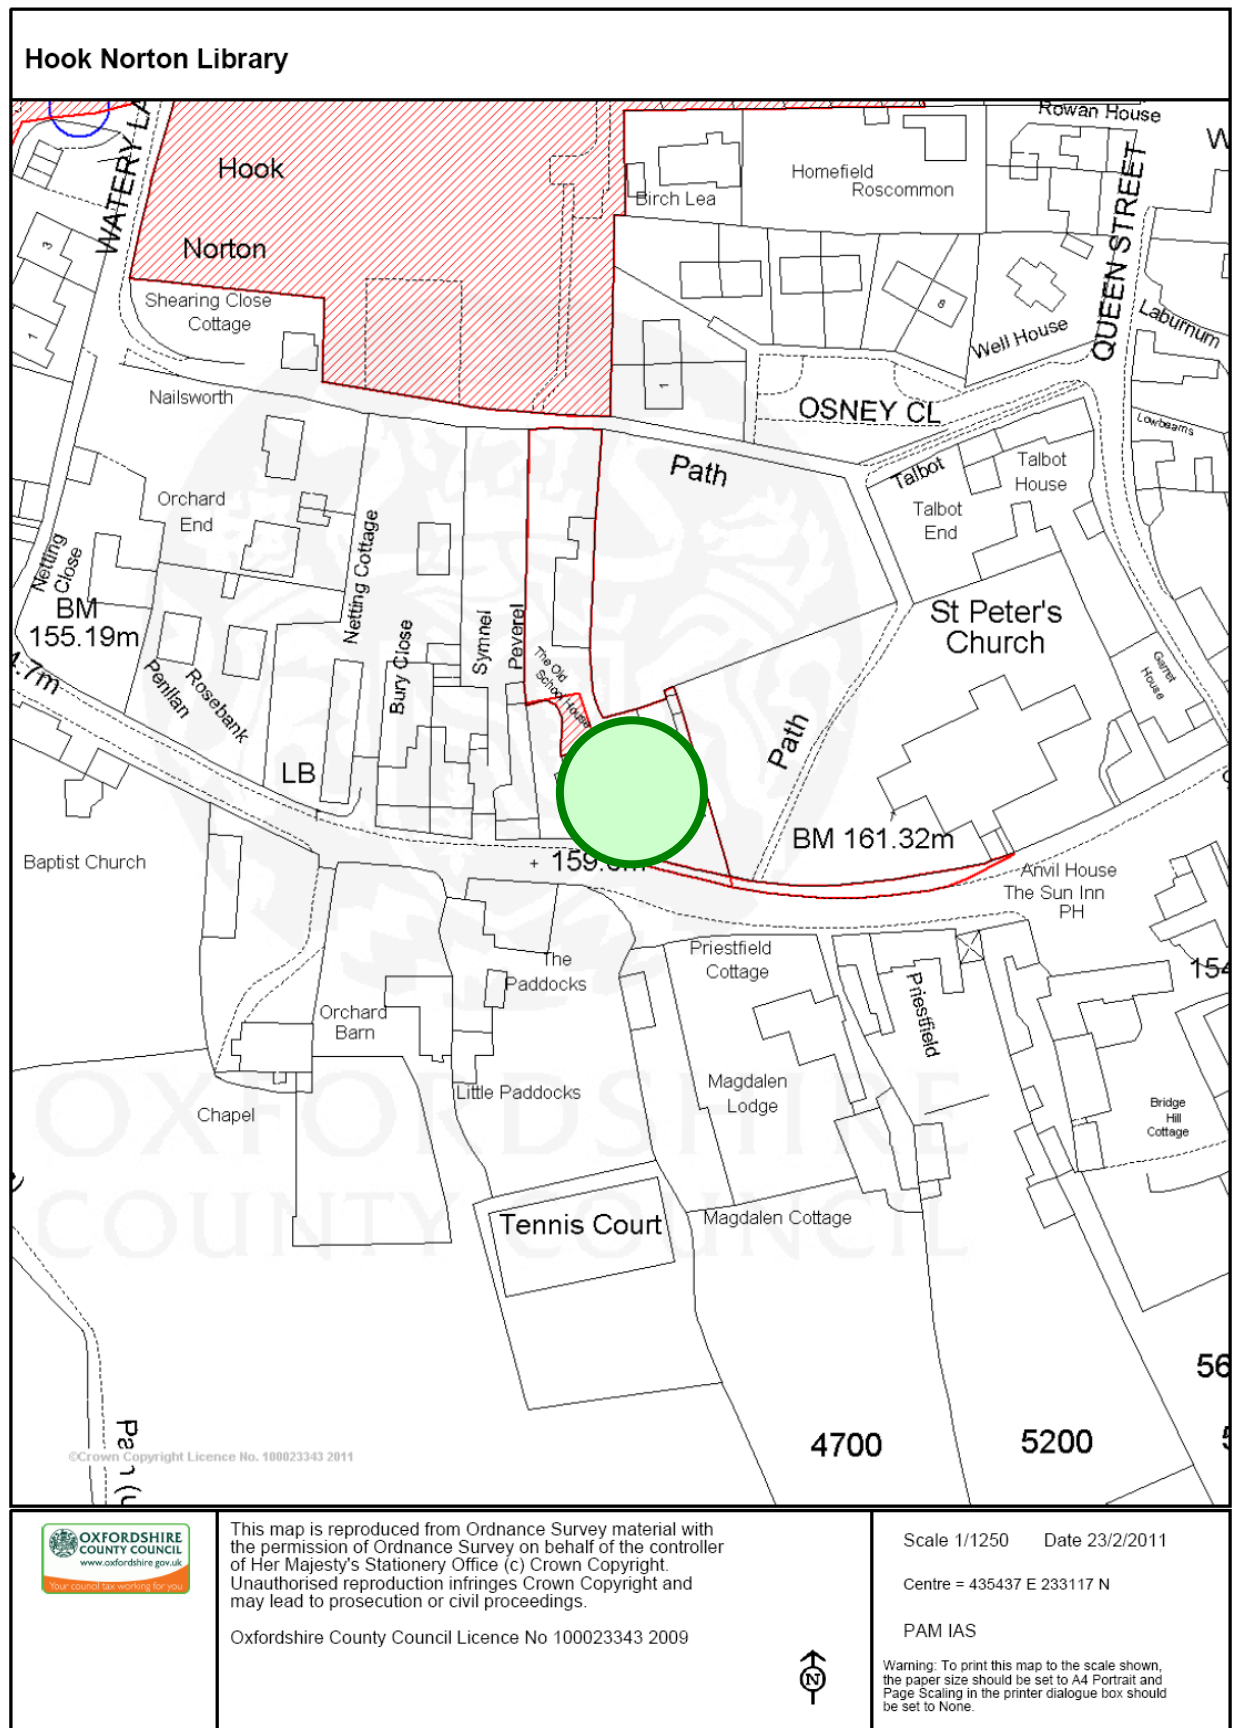 Hook Norton Library
Rowan House
Hook
Norton
WATERY LA
Homefield
Roscommon
Birch Lea
QUEEN STREET
3
1
Shearing Close
Cottage
8
Well House
Laburnum
Nailsworth
1
OSNEY CL
Lowbeams
Path
Talbot
Talbot
House
Talbot
End
Orchard
End
Netting
Close
Netting Cottage
BM
155.19m
Bury Close
Symnel
Peverel
St Peter's
Church
The Old
School House
Garret
House
4.7m
Penllan
Rosebank
Path
LB
BM 161.32m
Baptist Church
Anvil House
The Sun Inn
PH
Priestfield
Cottage
The
Paddocks
Priestfield
154
Orchard
Barn
Little Paddocks
Magdalen
Lodge
Bridge
Hill
Cottage
Chapel
OXFORDSHIRE
COUNTY COUNCIL
Tennis Court
Magdalen Cottage
56
4700
5200
©Crown Copyright Licence No. 100023343 2011
OXFORDSHIRE
COUNTY COUNCIL
www.oxfordshire.gov.uk
Your council tax working for you
This map is reproduced from Ordnance Survey material with
the permission of Ordnance Survey on behalf of the controller
of Her Majesty's Stationery Office (c) Crown Copyright.
Unauthorised reproduction infringes Crown Copyright and
may lead to prosecution or civil proceedings.
Oxfordshire County Council Licence No 100023343 2009
N
Scale 1/1250 Date 23/2/2011
Centre = 435437 E 233117 N
PAM IAS
Warning: To print this map to the scale shown,
the paper size should be set to A4 Portrait and
Page Scaling in the printer dialogue box should
be set to None.